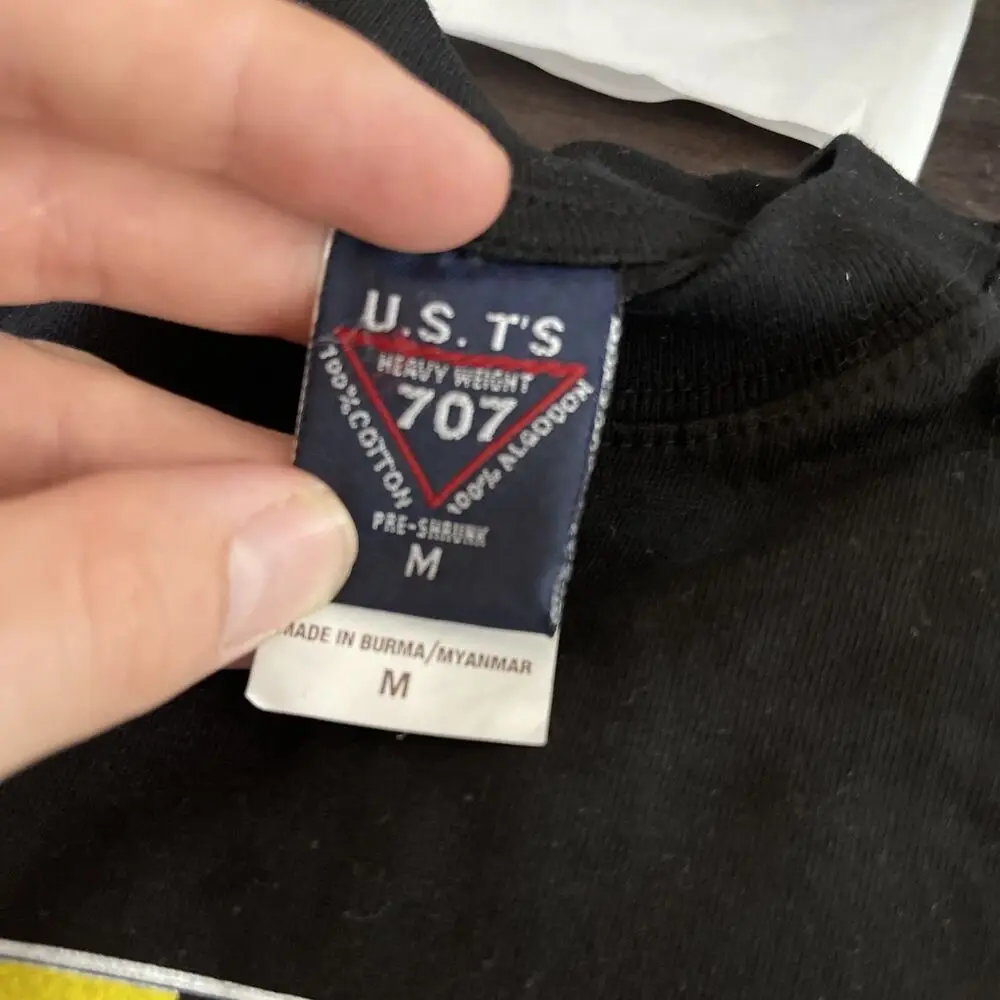 U.S. T'S
HEAVY WEIGHT
707
100% COTTON
100% ALGODON
PRE-SHRUNK
M
MADE IN BURMA/MYANMAR
M